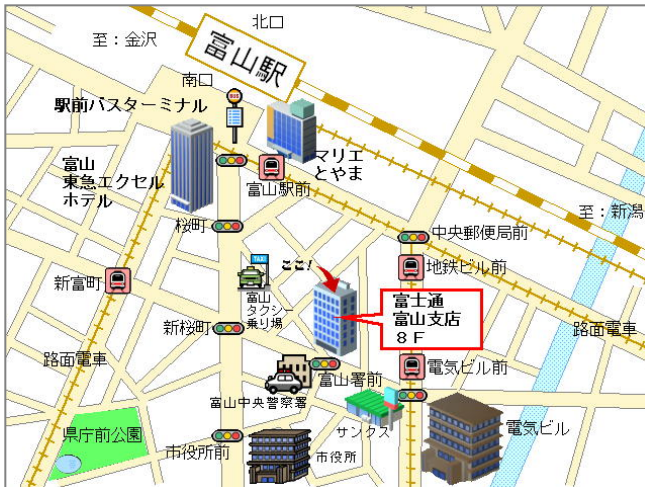 北口
至：金沢
富山駅
南口
駅前バスターミナル
BUS
マリエ
とやま
富山
東急エクセル
ホテル
富山駅前
桜町
至：新潟
中央郵便局前
TAXI
ここ!
地鉄ビル前
新富町
富山
タクシー
乗り場
富士通
富山支店
８Ｆ
新桜町
路面電車
路面電車
富山署前
電気ビル前
富山中央警察署
サンクス
電気ビル
県庁前公園
市役所前
市役所